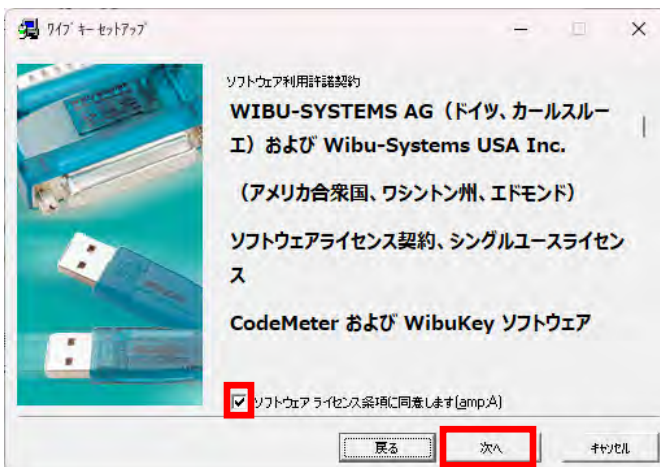 ワイブ キー セットアップ
ソフトウェア利用許諾契約
WIBU-SYSTEMS AG（ドイツ、カールスルー
エ）および Wibu-Systems USA Inc.
（アメリカ合衆国、ワシントン州、エドモンド）
ソフトウェアライセンス契約、シングルユースライセン
ス
CodeMeter および WibuKey ソフトウェア
ソフトウェア ライセンス条項に同意します(amp;A)
戻る
次へ
キャンセル